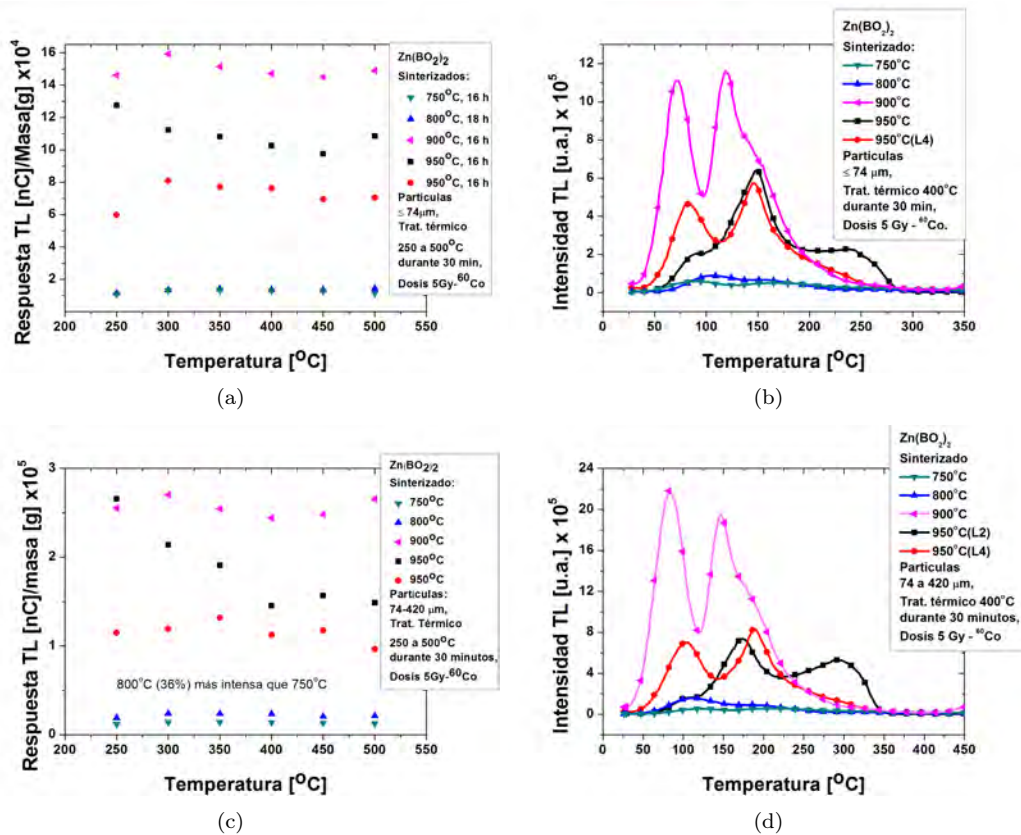 Zn(BO2)2
Sinterizados:
750°C, 16 h
800°C, 18 h
900°C, 16 h
950°C, 16 h
950°C, 16 h
Particulas
≤ 74μm,
Trat. térmico
250 a 500°C
durante 30 min,
Dosis 5Gy-60Co
Respuesta TL [nC]/Masa[g] x10^4
16
14
12
10
8
6
4
2
200 250 300 350 400 450 500 550
Temperatura [°C]
(a)
Zn(BO2)2
Sinterizado:
750°C
800°C
900°C
950°C
950°C(L4)
Particulas
≤ 74 μm,
Trat. térmico 400°C
durante 30 min,
Dosis 5 Gy - 60Co.
Intensidad TL [u.a.] x 10^5
12
10
8
6
4
2
0
0 50 100 150 200 250 300 350
Temperatura [°C]
(b)
Zn(BO2)2
Sinterizado:
750°C
800°C
900°C
950°C
950°C
Particulas:
74-420 μm,
Trat. Térmico
250 a 500°C
durante 30 minutos,
Dosis 5Gy-60Co
Respuesta TL [nC]/masa [g] x10^5
3
2
1
0
800°C (36%) más intensa que 750°C
200 250 300 350 400 450 500 550
Temperatura [°C]
(c)
Zn(BO2)2
Sinterizado
750°C
800°C
900°C
950°C(L2)
950°C(L4)
Particulas
74 a 420 μm,
Trat. térmico 400°C
durante 30 minutos,
Dosis 5 Gy - 60Co
Intensidad TL [u.a.] x 10^5
24
20
16
12
8
4
0
0 50 100 150 200 250 300 350 400 450
Temperatura [°C]
(d)